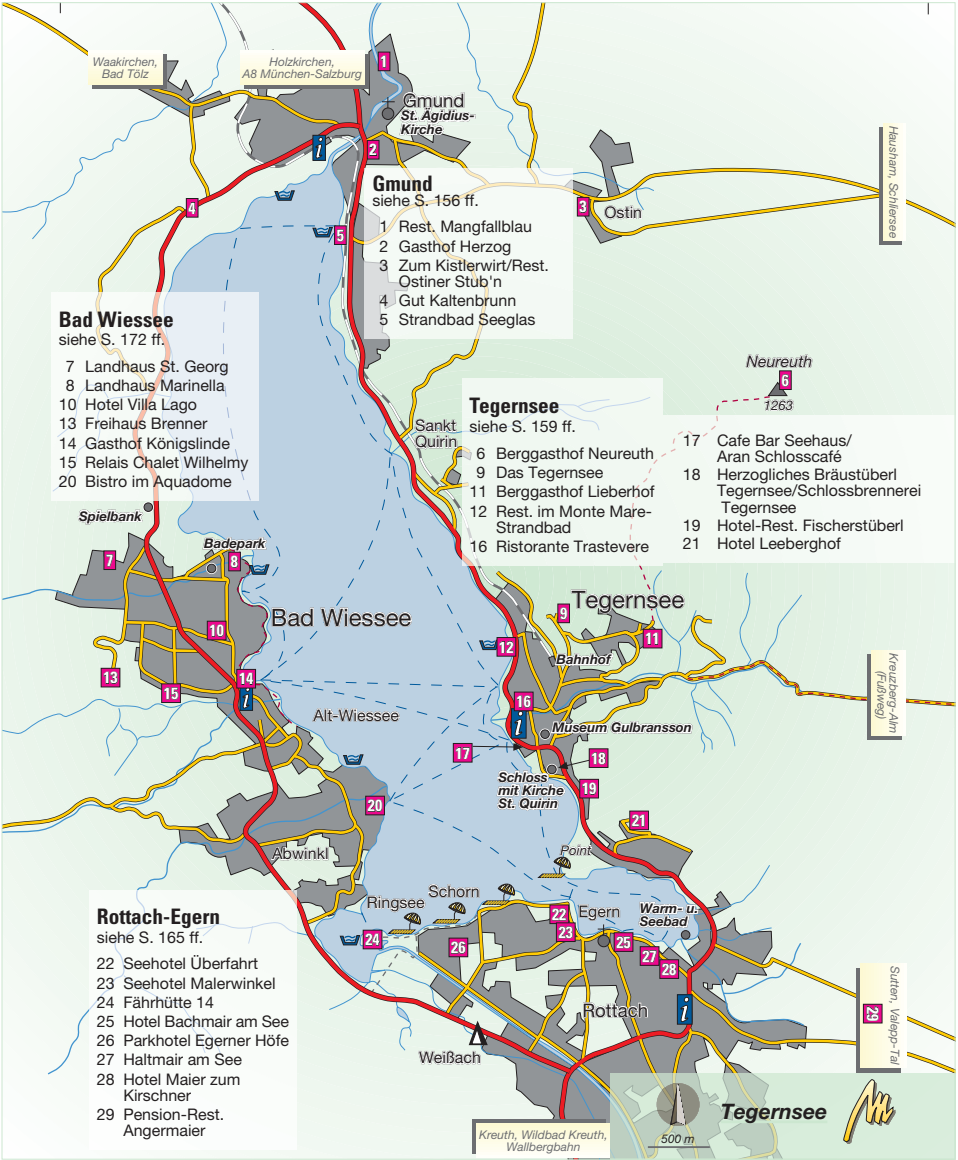 Waakirchen,
Bad Tölz
Holzkirchen,
A8 München-Salzburg
1
Gmund
St. Ägidius-
Kirche
i
2
Hausham, Schliersee
4
5
3
Ostin
Gmund
siehe S. 156 ff.
1 Rest. Mangfallblau
2 Gasthof Herzog
3 Zum Kistlerwirt/Rest.
Ostiner Stub'n
4 Gut Kaltenbrunn
5 Strandbad Seeglas
Bad Wiessee
siehe S. 172 ff.
7 Landhaus St. Georg
8 Landhaus Marinella
10 Hotel Villa Lago
13 Freihaus Brenner
14 Gasthof Königslinde
15 Relais Chalet Wilhelmy
20 Bistro im Aquadome
Neureuth
6
1263
Sankt
Quirin
Tegernsee
siehe S. 159 ff.
6 Berggasthof Neureuth
9 Das Tegernsee
11 Berggasthof Lieberhof
12 Rest. im Monte Mare-
Strandbad
16 Ristorante Trastevere
17 Cafe Bar Seehaus/
Aran Schlosscafé
18 Herzogliches Bräustüberl
Tegernsee/Schlossbrennerei
Tegernsee
19 Hotel-Rest. Fischerstüberl
21 Hotel Leeberghof
Spielbank
7
Badepark
8
Bad Wiessee
10
13
15
14
i
Alt-Wiessee
Tegernsee
9
11
12
Bahnhof
Kreuzberg-Alm
(Fußweg)
16
i
Museum Gulbransson
17
18
Schloss
mit Kirche
St. Quirin
19
20
21
Abwinkl
Point
Ringsee
Schorn
Egern
Warm- u.
Seebad
22
23
24
25
26
27
28
Rottach
i
Weißach
Sutten, Valepp-Tal
29
Rottach-Egern
siehe S. 165 ff.
22 Seehotel Überfahrt
23 Seehotel Malerwinkel
24 Fährhütte 14
25 Hotel Bachmair am See
26 Parkhotel Egerner Höfe
27 Haltmair am See
28 Hotel Maier zum
Kirschner
29 Pension-Rest.
Angermaier
Kreuth, Wildbad Kreuth,
Wallbergbahn
500 m
Tegernsee